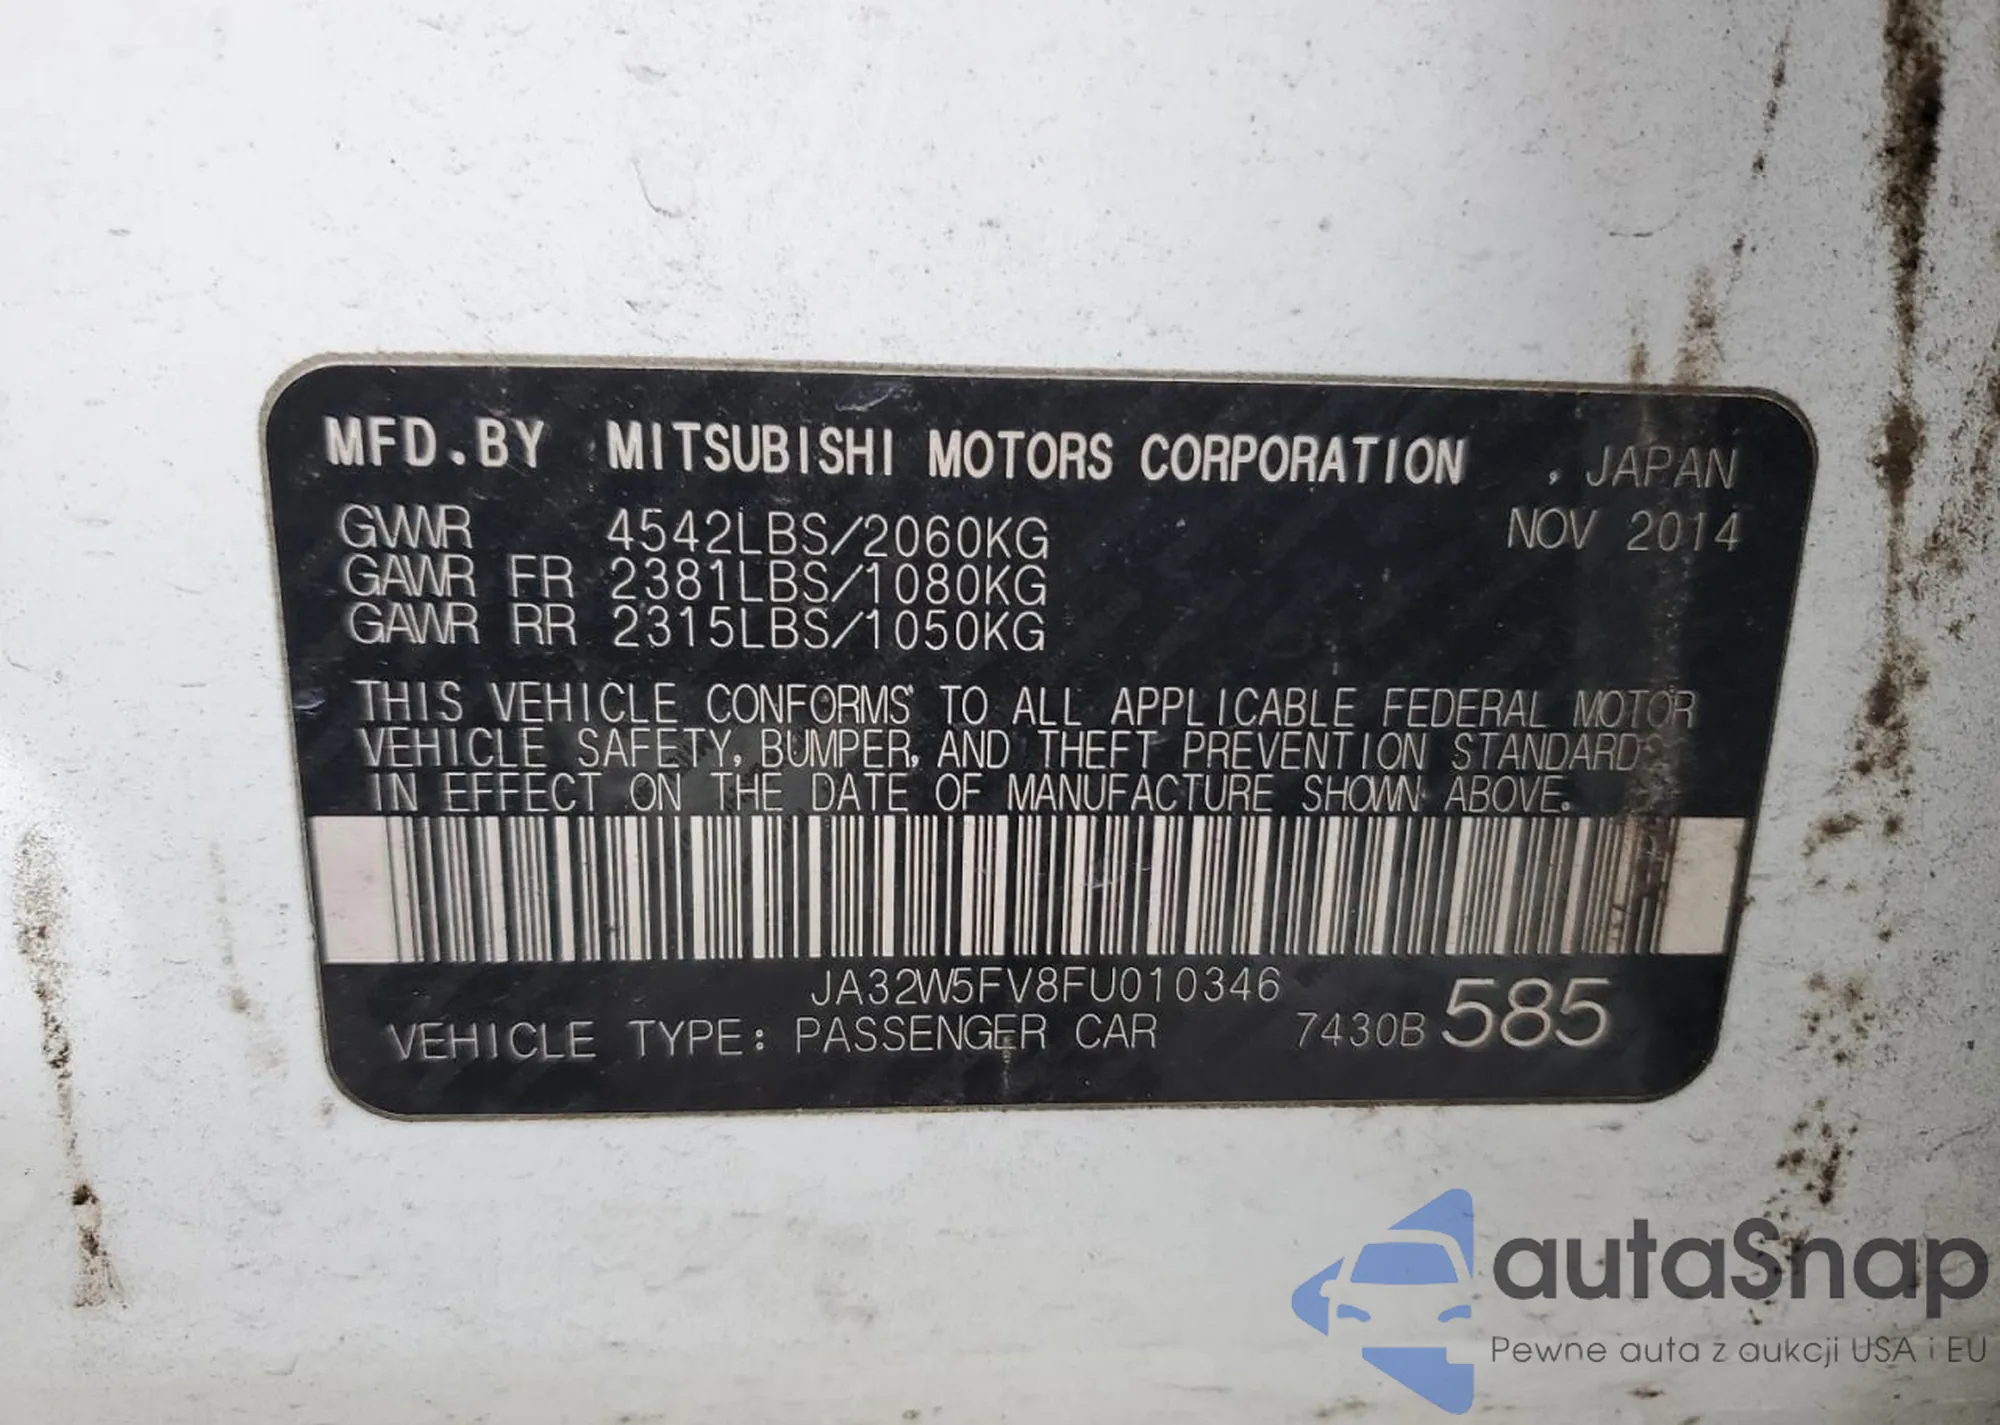 MFD.BY MITSUBISHI MOTORS CORPORATION , JAPAN
GVWR 4542LBS/2060KG NOV 2014
GAWR FR 2381LBS/1080KG
GAWR RR 2315LBS/1050KG
THIS VEHICLE CONFORMS TO ALL APPLICABLE FEDERAL MOTOR
VEHICLE SAFETY, BUMPER, AND THEFT PREVENTION STANDARDS
IN EFFECT ON THE DATE OF MANUFACTURE SHOWN ABOVE.
JA32W5FV8FU010346
VEHICLE TYPE: PASSENGER CAR 7430B 585
autaSnap
Pewne auta z aukcji USA i EU